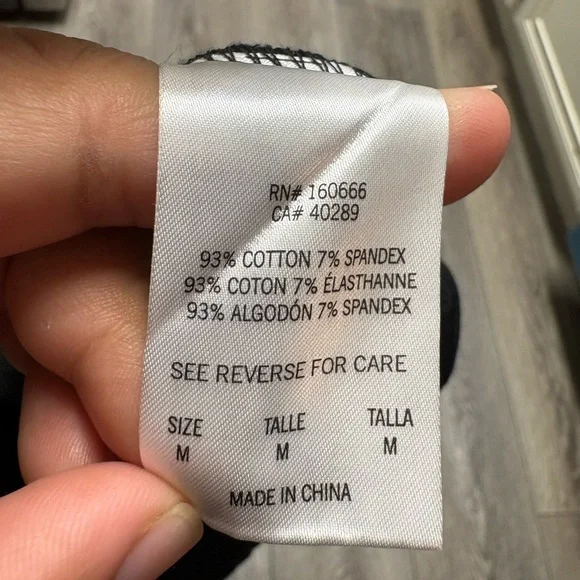 RN# 160666
CA# 40289
93% COTTON 7% SPANDEX
93% COTON 7% ÉLASTHANNE
93% ALGODÓN 7% SPANDEX
SEE REVERSE FOR CARE
SIZE TALLE TALLA
M M M
MADE IN CHINA